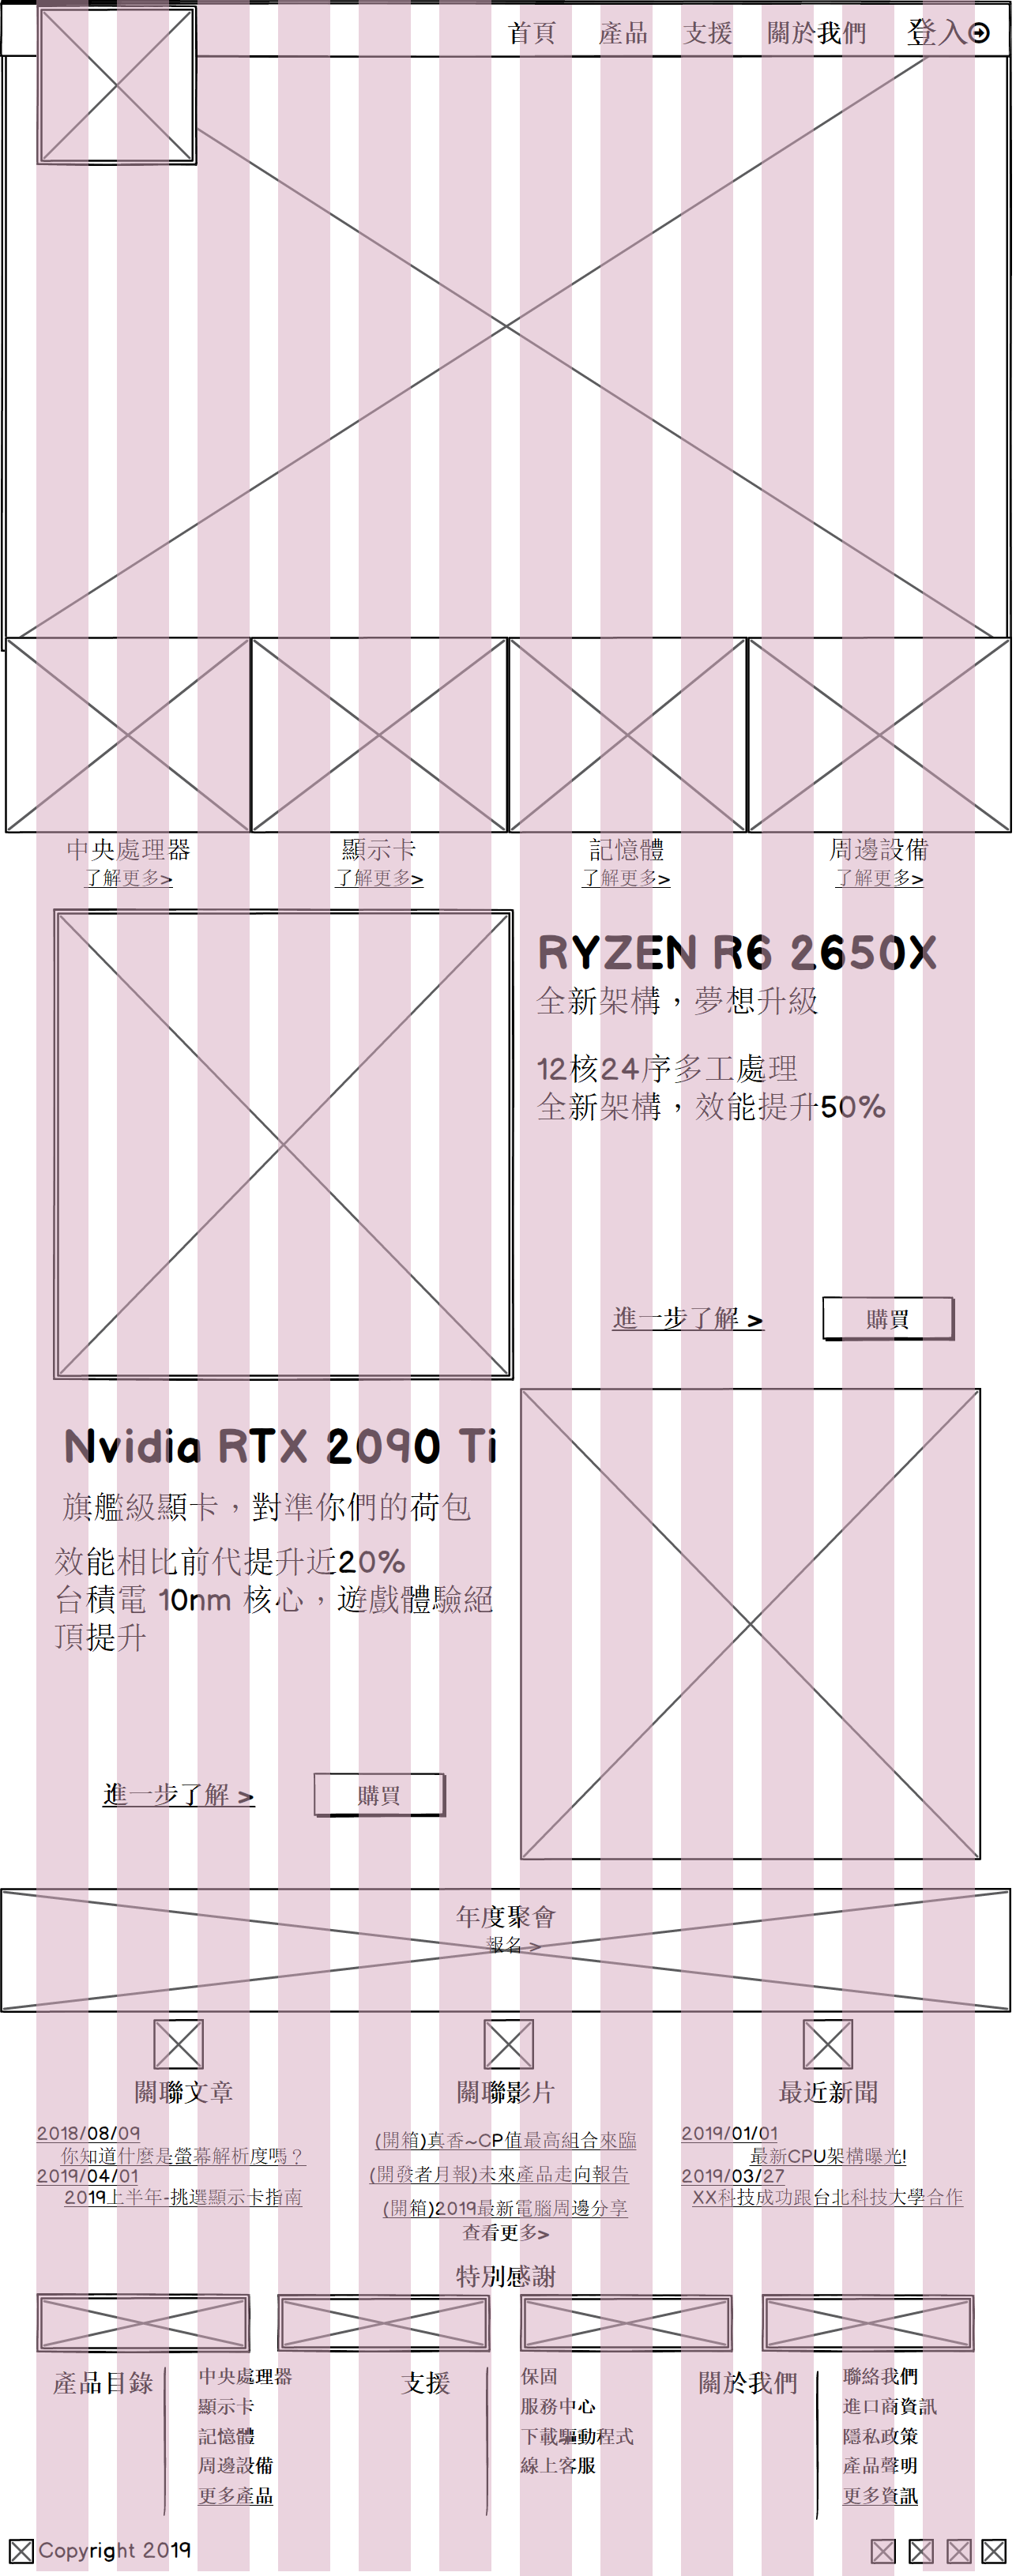 首頁 產品 支援 關於我們 登入
中央處理器 顯示卡 記憶體 周邊設備
了解更多> 了解更多> 了解更多> 了解更多>
RYZEN R6 2650X
全新架構，夢想升級
12核24序多工處理
全新架構，效能提升50%
進一步了解 > 購買
Nvidia RTX 2090 Ti
旗艦級顯卡，對準你們的荷包
效能相比前代提升近20%
台積電 10nm 核心，遊戲體驗絕
頂提升
進一步了解 > 購買
年度聚會
報名 >
關聯文章
2018/08/09
你知道什麼是螢幕解析度嗎？
2019/04/01
2019上半年-挑選顯示卡指南
關聯影片
(開箱)真香~CP值最高組合來臨
(開發者月報)未來產品走向報告
(開箱)2019最新電腦周邊分享
查看更多>
最近新聞
2019/01/01
最新CPU架構曝光!
2019/03/27
XX科技成功跟台北科技大學合作
特別感謝
產品目錄
中央處理器
顯示卡
記憶體
周邊設備
更多產品
支援
保固
服務中心
下載驅動程式
線上客服
關於我們
聯絡我們
進口商資訊
隱私政策
產品聲明
更多資訊
Copyright 2019